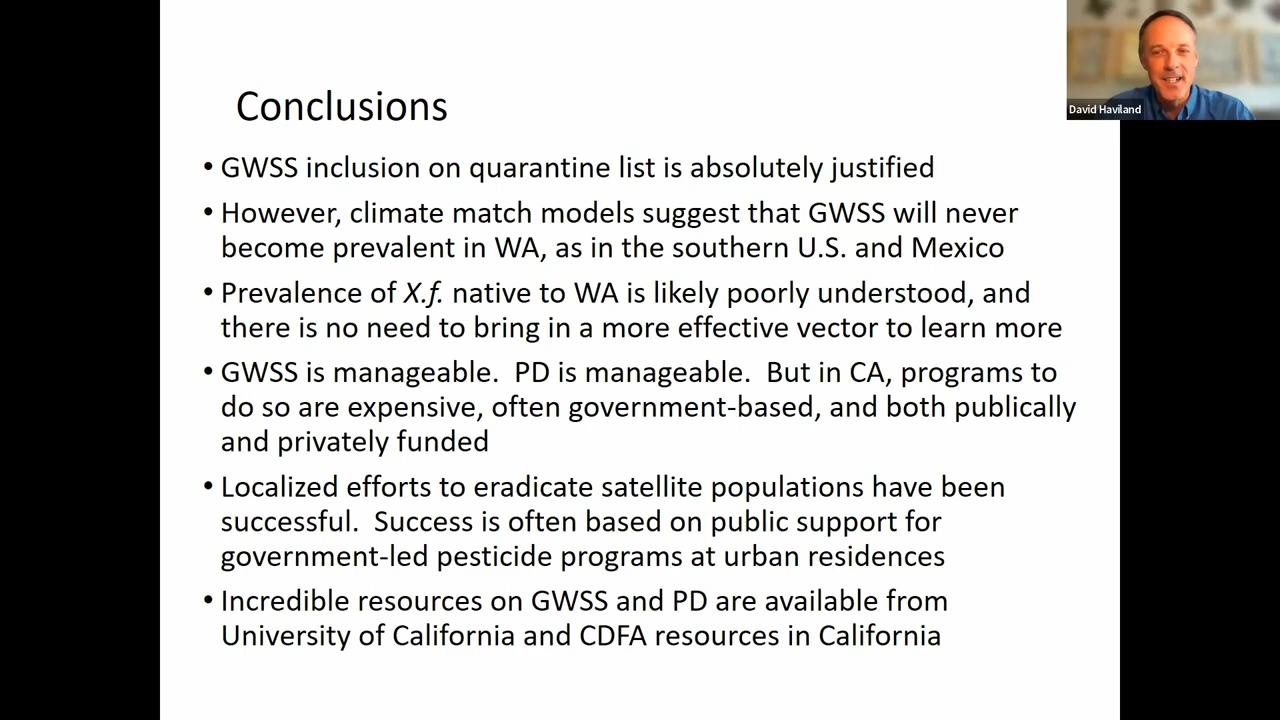 David Haviland
Conclusions
• GWSS inclusion on quarantine list is absolutely justified
• However, climate match models suggest that GWSS will never
become prevalent in WA, as in the southern U.S. and Mexico
• Prevalence of X.f. native to WA is likely poorly understood, and
there is no need to bring in a more effective vector to learn more
• GWSS is manageable.  PD is manageable.  But in CA, programs to
do so are expensive, often government-based, and both publically
and privately funded
• Localized efforts to eradicate satellite populations have been
successful.  Success is often based on public support for
government-led pesticide programs at urban residences
• Incredible resources on GWSS and PD are available from
University of California and CDFA resources in California